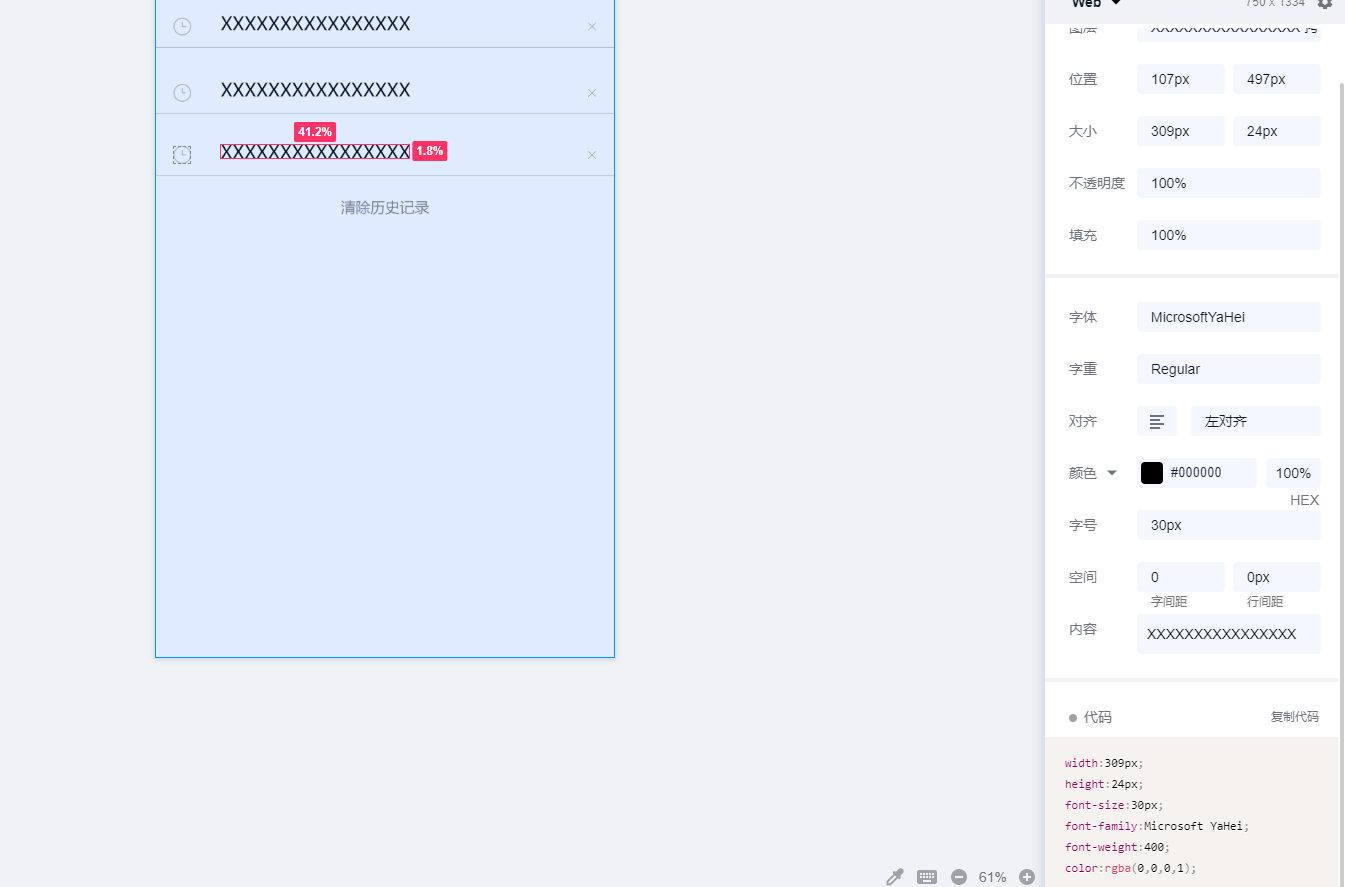 Web 750 x 1334
图层 XXXXXXXXXXXXXXXX 拷
位置 107px 497px
大小 309px 24px
不透明度 100%
填充 100%
字体 MicrosoftYaHei
字重 Regular
对齐 左对齐
颜色 #000000 100%
HEX
字号 30px
空间 0 0px
字间距 行间距
内容 XXXXXXXXXXXXXXXX
代码 复制代码
width:309px;
height:24px;
font-size:30px;
font-family:Microsoft YaHei;
font-weight:400;
color:rgba(0,0,0,1);
XXXXXXXXXXXXXXXX ×
XXXXXXXXXXXXXXXX ×
41.2%
XXXXXXXXXXXXXXXX 1.8% ×
清除历史记录
61%